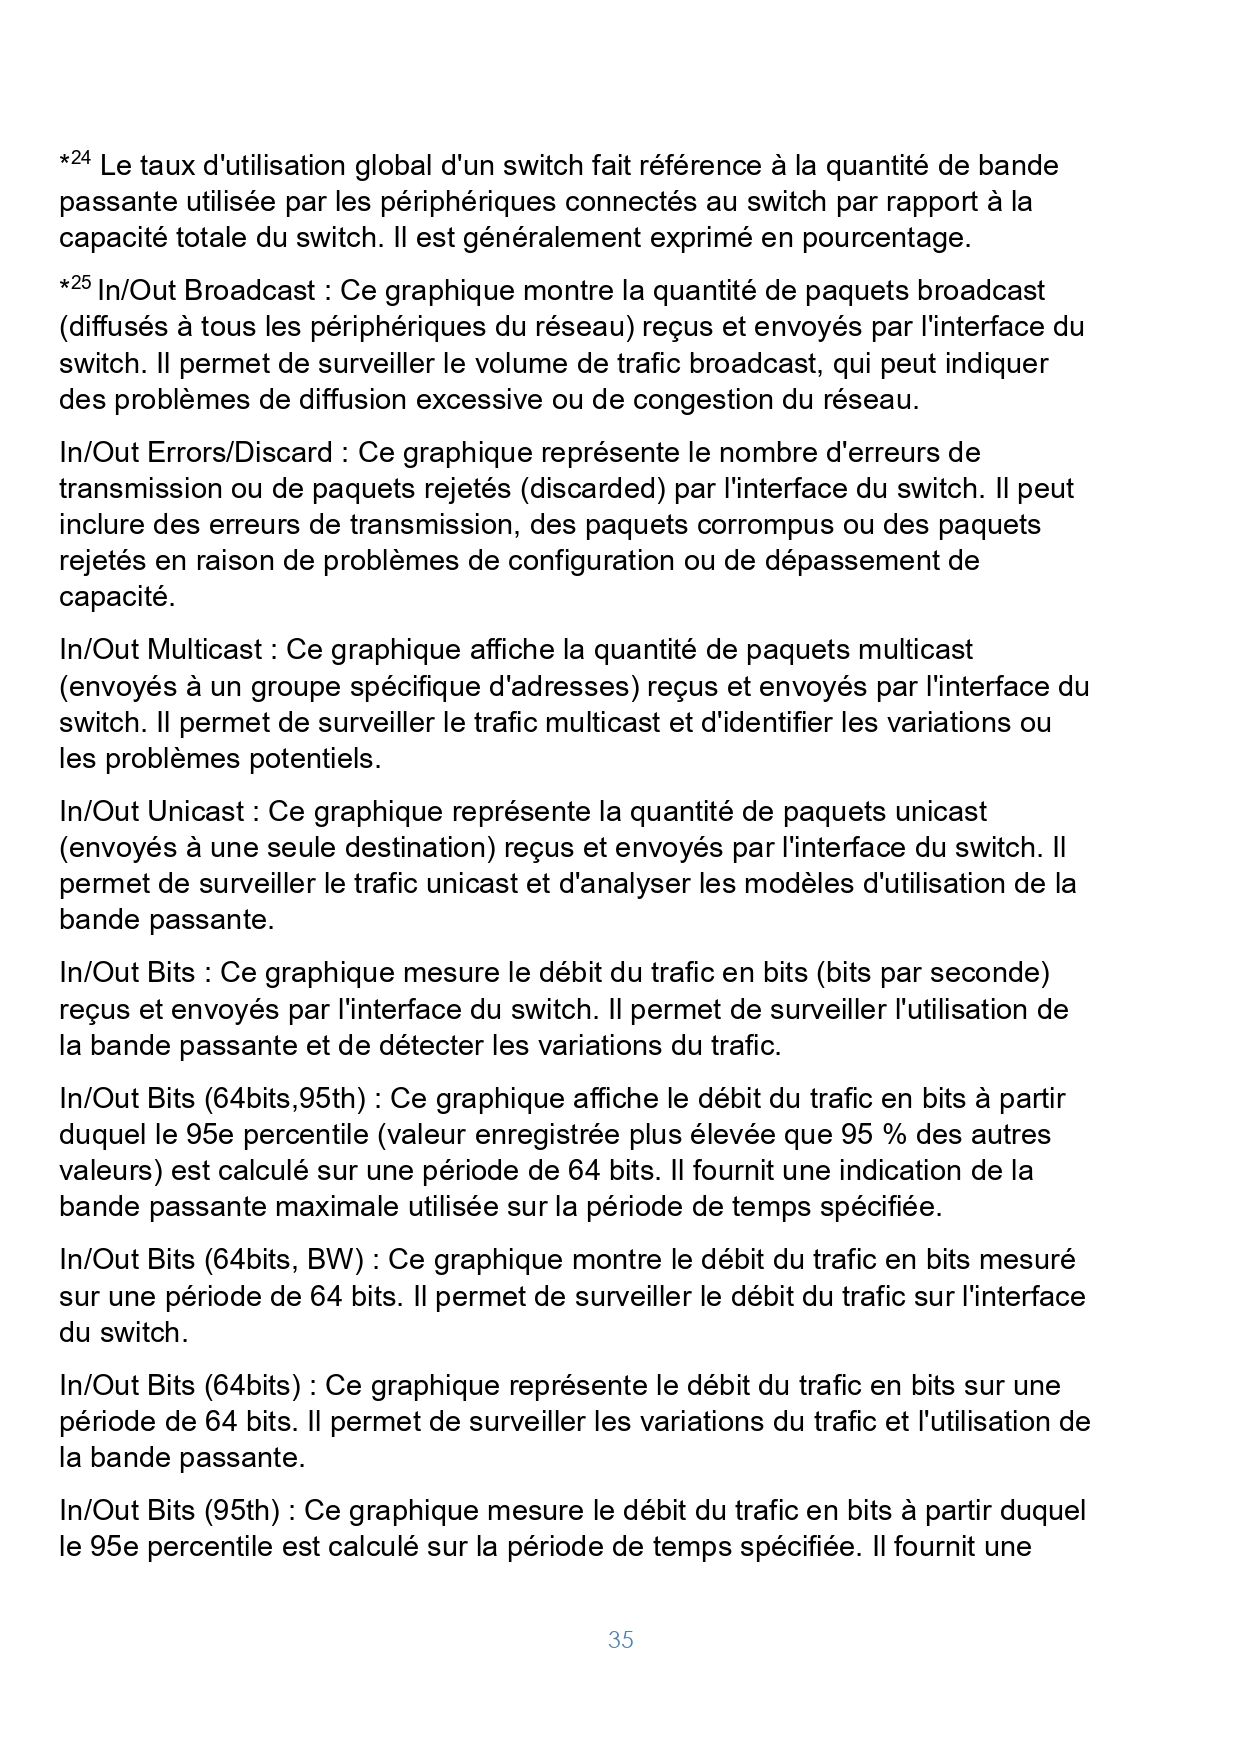 *24 Le taux d'utilisation global d'un switch fait référence à la quantité de bande
passante utilisée par les périphériques connectés au switch par rapport à la
capacité totale du switch. Il est généralement exprimé en pourcentage.
*25 In/Out Broadcast : Ce graphique montre la quantité de paquets broadcast
(diffusés à tous les périphériques du réseau) reçus et envoyés par l'interface du
switch. Il permet de surveiller le volume de trafic broadcast, qui peut indiquer
des problèmes de diffusion excessive ou de congestion du réseau.
In/Out Errors/Discard : Ce graphique représente le nombre d'erreurs de
transmission ou de paquets rejetés (discarded) par l'interface du switch. Il peut
inclure des erreurs de transmission, des paquets corrompus ou des paquets
rejetés en raison de problèmes de configuration ou de dépassement de
capacité.
In/Out Multicast : Ce graphique affiche la quantité de paquets multicast
(envoyés à un groupe spécifique d'adresses) reçus et envoyés par l'interface du
switch. Il permet de surveiller le trafic multicast et d'identifier les variations ou
les problèmes potentiels.
In/Out Unicast : Ce graphique représente la quantité de paquets unicast
(envoyés à une seule destination) reçus et envoyés par l'interface du switch. Il
permet de surveiller le trafic unicast et d'analyser les modèles d'utilisation de la
bande passante.
In/Out Bits : Ce graphique mesure le débit du trafic en bits (bits par seconde)
reçus et envoyés par l'interface du switch. Il permet de surveiller l'utilisation de
la bande passante et de détecter les variations du trafic.
In/Out Bits (64bits,95th) : Ce graphique affiche le débit du trafic en bits à partir
duquel le 95e percentile (valeur enregistrée plus élevée que 95 % des autres
valeurs) est calculé sur une période de 64 bits. Il fournit une indication de la
bande passante maximale utilisée sur la période de temps spécifiée.
In/Out Bits (64bits, BW) : Ce graphique montre le débit du trafic en bits mesuré
sur une période de 64 bits. Il permet de surveiller le débit du trafic sur l'interface
du switch.
In/Out Bits (64bits) : Ce graphique représente le débit du trafic en bits sur une
période de 64 bits. Il permet de surveiller les variations du trafic et l'utilisation de
la bande passante.
In/Out Bits (95th) : Ce graphique mesure le débit du trafic en bits à partir duquel
le 95e percentile est calculé sur la période de temps spécifiée. Il fournit une
35